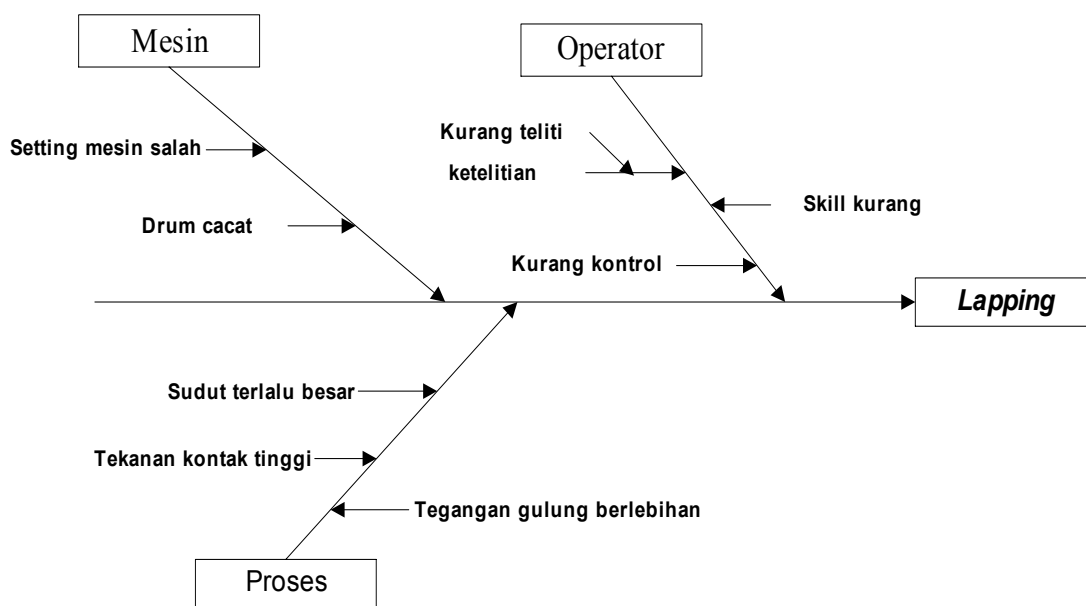 Mesin
Operator
Setting mesin salah
Kurang teliti
ketelitian
Drum cacat
Skill kurang
Kurang kontrol
Lapping
Sudut terlalu besar
Tekanan kontak tinggi
Tegangan gulung berlebihan
Proses